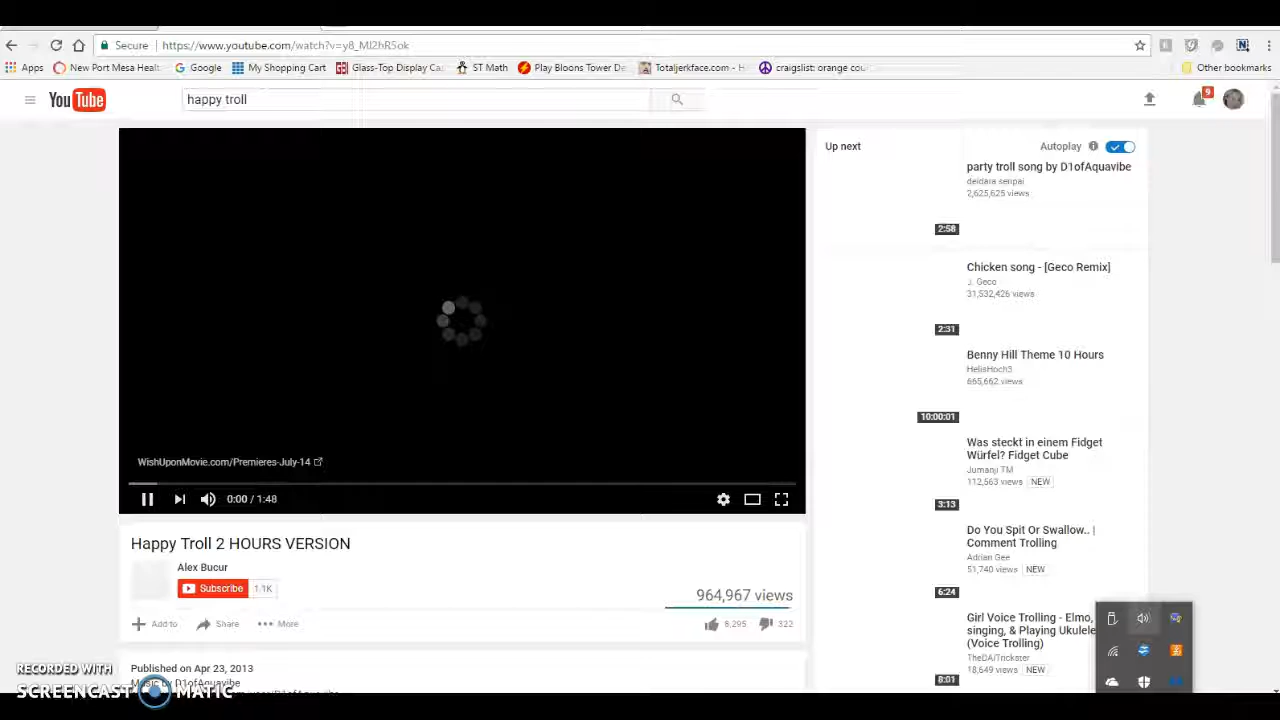 Secure https://www.youtube.com/watch?v=y8_MJ2hR5ok
Apps New Port Mesa Healt Google My Shopping Cart Glass-Top Display Ca ST Math Play Bloons Tower De Totaljerkface.com - H craigslist: orange cou Other bookmarks
YouTube
happy troll
9
Up next
Autoplay
party troll song by D1ofAquavibe
deidara senpai
2,625,625 views
2:58
Chicken song - [Geco Remix]
J. Geco
31,532,426 views
2:31
Benny Hill Theme 10 Hours
HelisHoch3
665,662 views
10:00:01
Was steckt in einem Fidget
Würfel? Fidget Cube
Jumanji TM
112,563 views NEW
3:13
Do You Spit Or Swallow.. |
Comment Trolling
Adrian Gee
51,740 views NEW
6:24
Girl Voice Trolling - Elmo,
singing, & Playing Ukulele
(Voice Trolling)
TheDA/Trickster
18,649 views NEW
8:01
WishUponMovie.com/Premieres-July-14
0:00 / 1:48
Happy Troll 2 HOURS VERSION
Alex Bucur
Subscribe 1.1K
964,967 views
Add to Share More
8,295 322
Published on Apr 23, 2013
Music by D1ofAquavibe
RECORDED WITH
SCREENCAST MATIC